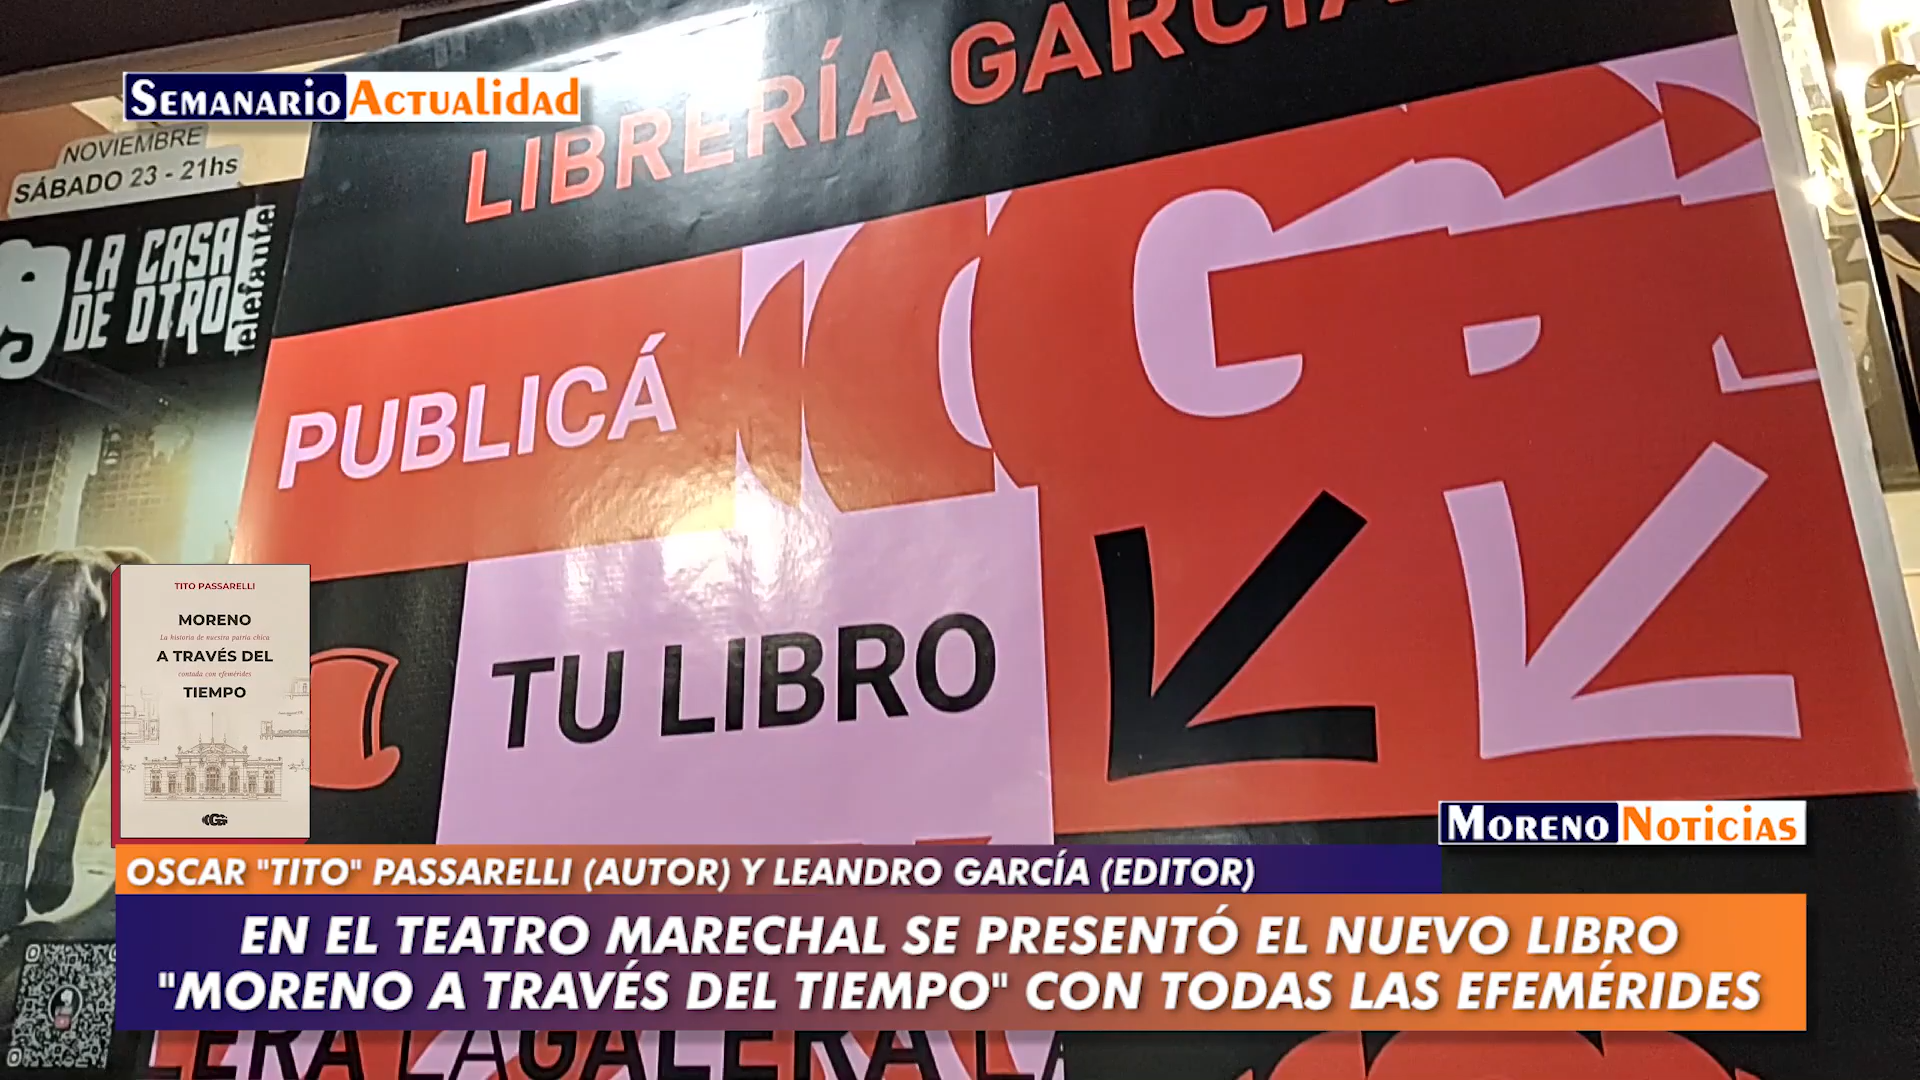 SEMANARIO ACTUALIDAD
LIBRERÍA GARCÍA
NOVIEMBRE
SÁBADO 23 - 21hs
LA CASA
DE OTRO
elefante
PUBLICÁ
TU LIBRO
TITO PASSARELLI
MORENO
La historia de nuestra patria chica
A TRAVÉS DEL
contada con efemérides
TIEMPO
MORENO NOTICIAS
OSCAR "TITO" PASSARELLI (AUTOR) Y LEANDRO GARCÍA (EDITOR)
EN EL TEATRO MARECHAL SE PRESENTÓ EL NUEVO LIBRO
"MORENO A TRAVÉS DEL TIEMPO" CON TODAS LAS EFEMÉRIDES